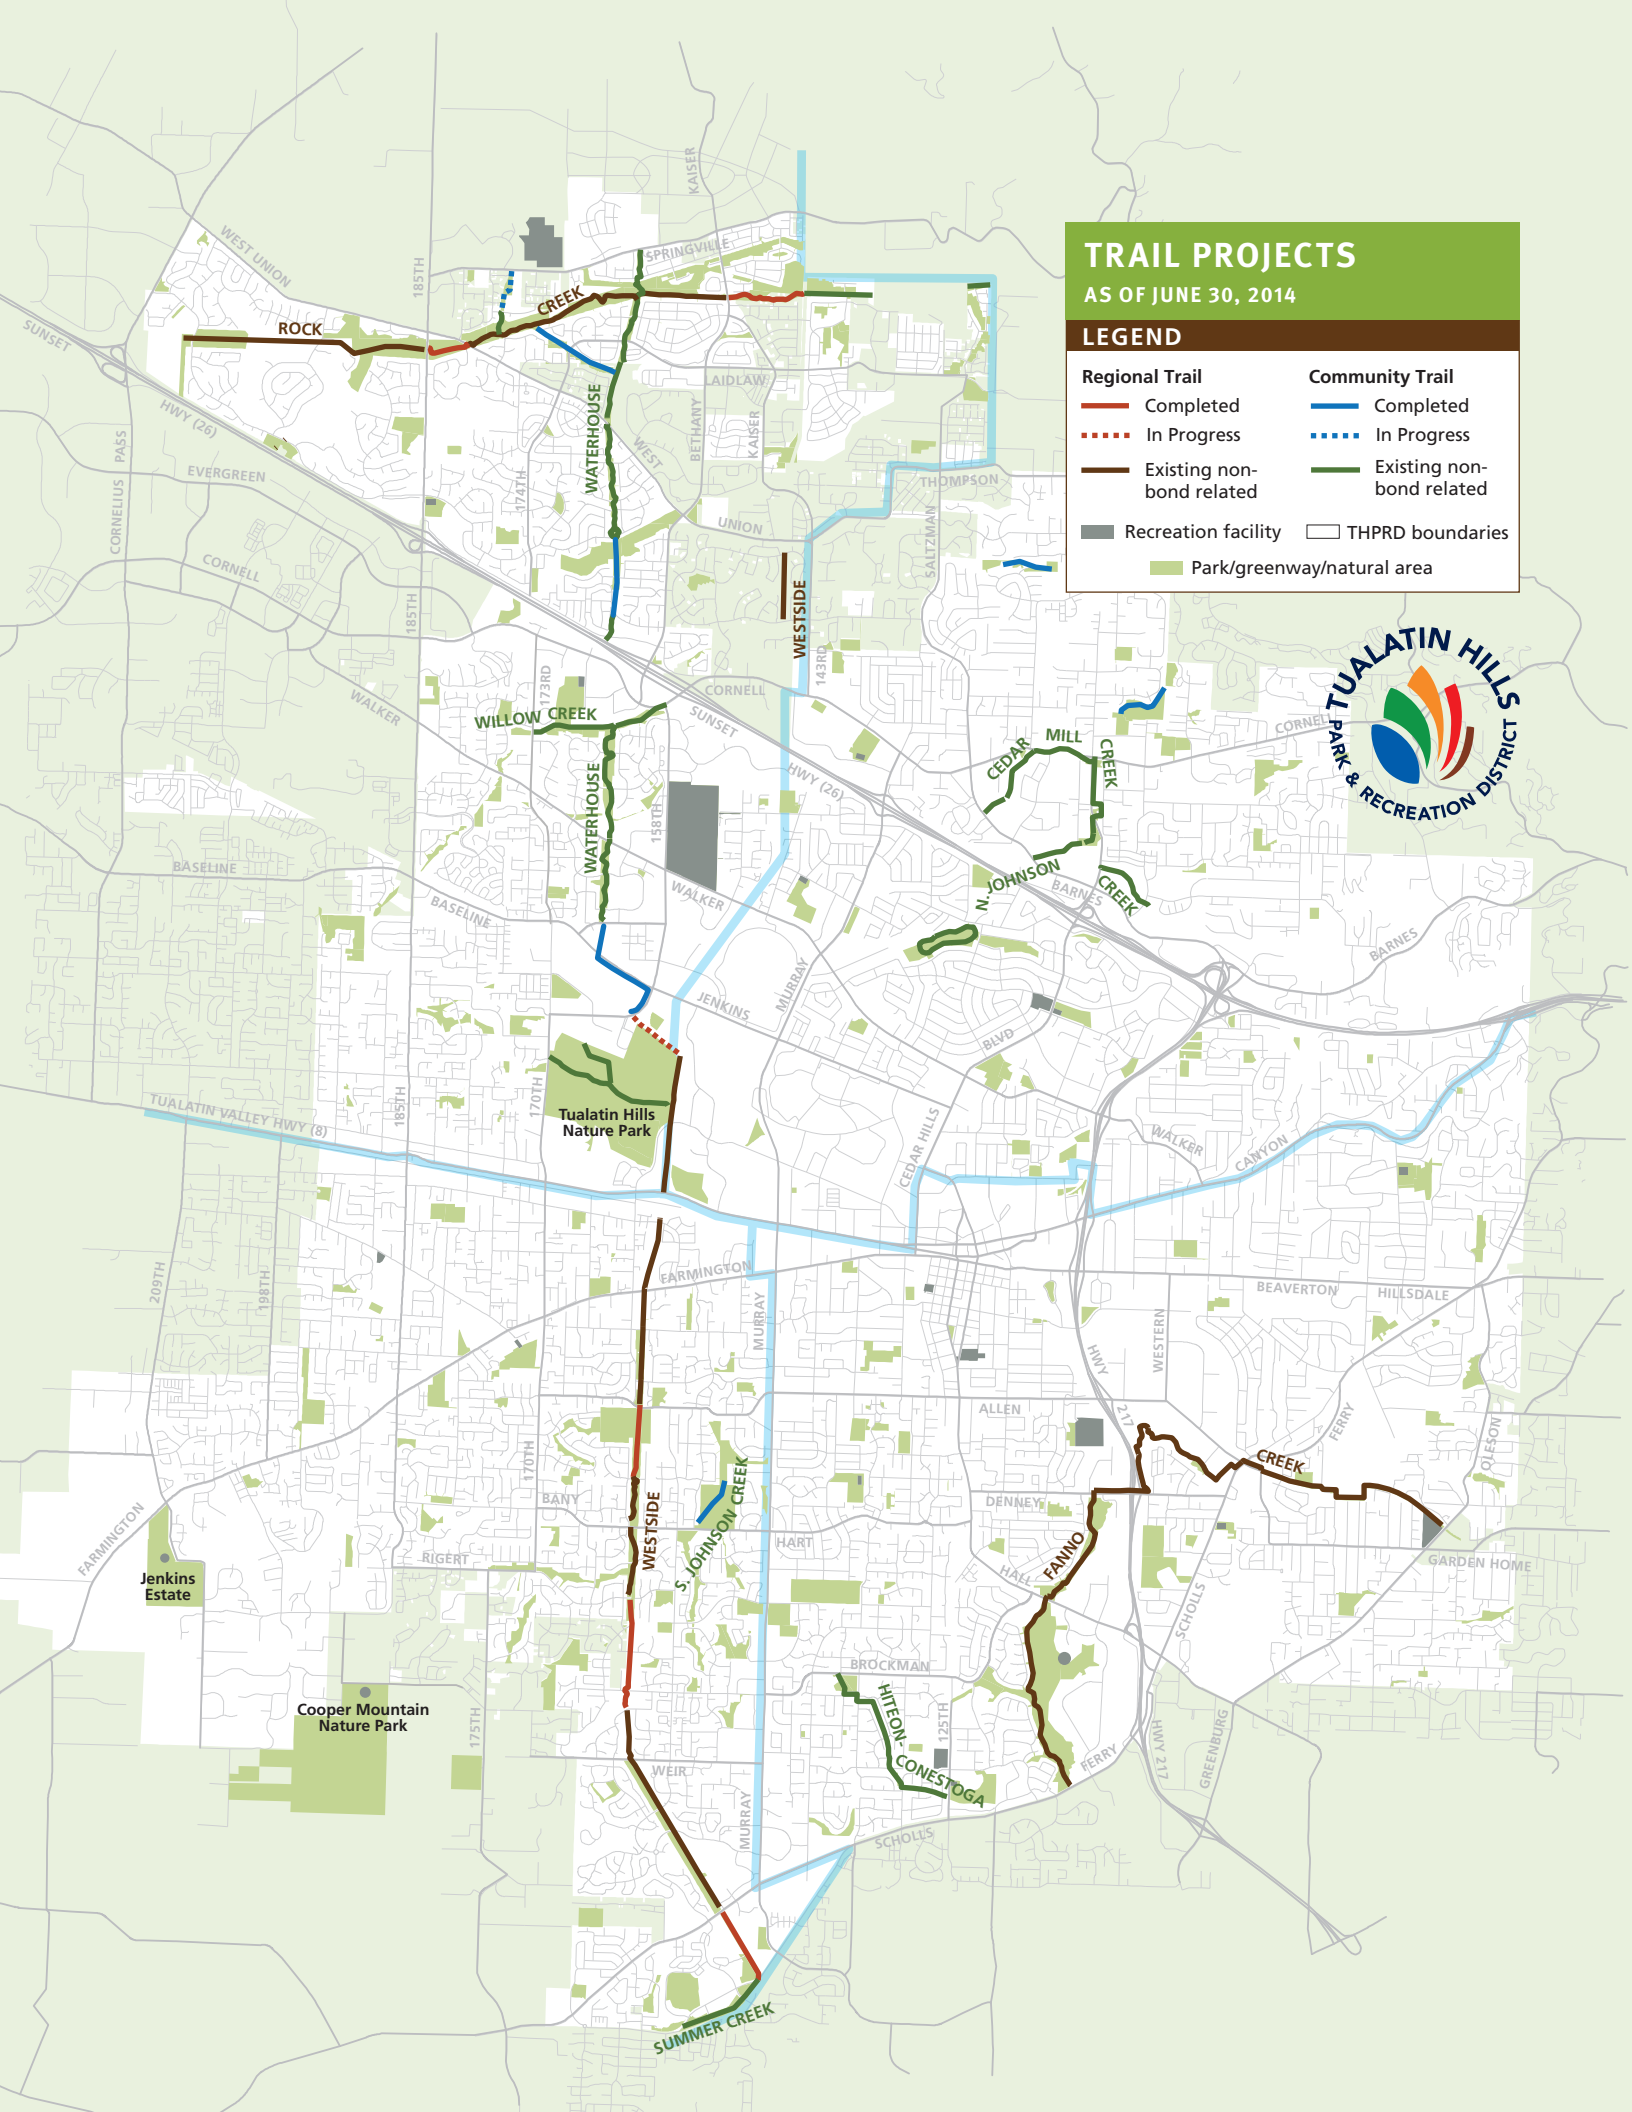 TRAIL PROJECTS
AS OF JUNE 30, 2014
LEGEND
Regional Trail
Completed
In Progress
Existing non-
bond related
Community Trail
Completed
In Progress
Existing non-
bond related
Recreation facility
THPRD boundaries
Park/greenway/natural area
TUALATIN HILLS
PARK & RECREATION DISTRICT
KAISER
SPRINGVILLE
WEST UNION
185TH
CREEK
ROCK
SUNSET
HWY (26)
LAIDLAW
WATERHOUSE
BETHANY
KAISER
WEST
UNION
PASS
CORNELIUS
EVERGREEN
174TH
THOMPSON
SALTZMAN
CORNELL
185TH
WESTSIDE
143RD
173RD
WALKER
CORNELL
SUNSET
HWY (26)
WILLOW CREEK
CORNELL
CEDAR
MILL
CREEK
WATERHOUSE
158TH
BASELINE
BASELINE
WALKER
N. JOHNSON
CREEK
BARNES
BARNES
JENKINS
MURRAY
BLVD
170TH
185TH
TUALATIN VALLEY HWY (8)
Tualatin Hills
Nature Park
CEDAR HILLS
WALKER
CANYON
209TH
198TH
FARMINGTON
MURRAY
BEAVERTON
HILLSDALE
WESTERN
HWY
217
ALLEN
FERRY
OLESON
CREEK
170TH
BANY
WESTSIDE
S. JOHNSON
CREEK
DENNEY
HART
FANNO
HALL
GARDEN HOME
FARMINGTON
RIGERT
Jenkins
Estate
SCHOLLS
BROCKMAN
Cooper Mountain
Nature Park
175TH
HITEON-
CONESTOGA
125TH
WEIR
FERRY
HWY 217
GREENBURG
MURRAY
SCHOLLS
SUMMER CREEK